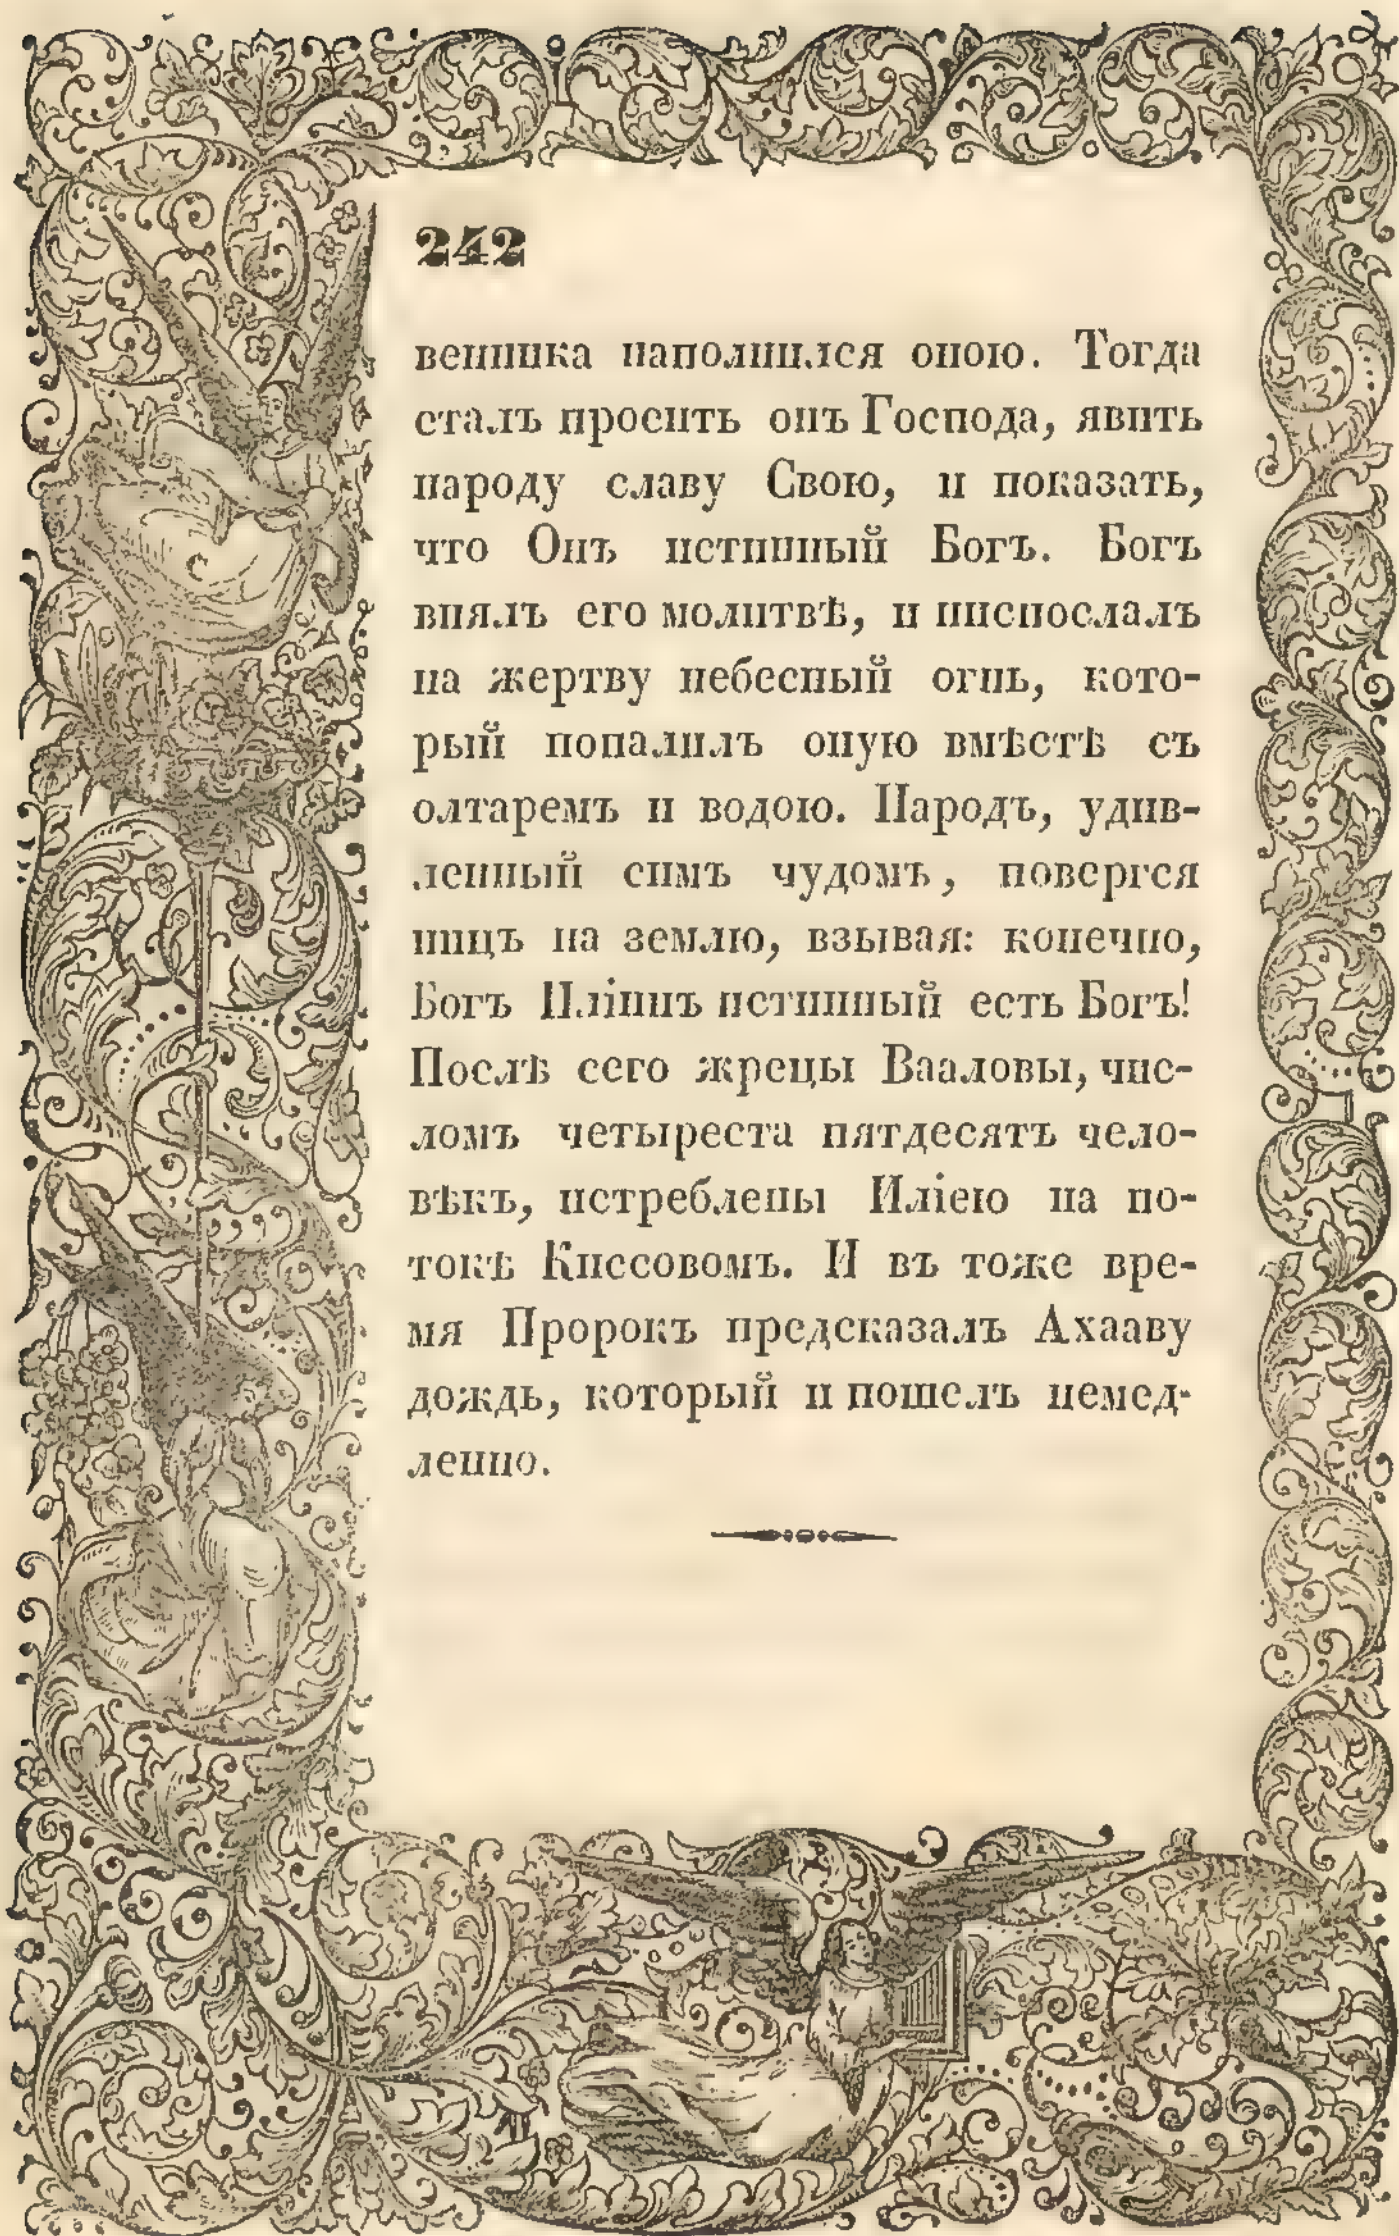 242
венника наполнился оною. Тогда
сталъ просить онъ Господа, явить
народу славу Свою, и показать,
что Онъ истинный Богъ. Богъ
внялъ его молитвѣ, и ниспослалъ
на жертву небесный огнь, кото-
рый попалилъ оную вмѣстѣ съ
олтаремъ и водою. Народъ, удив-
ленный симъ чудомъ, повергся
ницъ на землю, взывая: конечно,
Богъ Иліинъ истинный есть Богъ!
Послѣ сего жрецы Вааловы, чис-
ломъ четыреста пятдесятъ чело-
вѣкъ, истреблены Иліею на по-
токѣ Киссовомъ. И въ тоже вре-
мя Пророкъ предсказалъ Ахааву
дождь, который и пошелъ немед-
ленно.